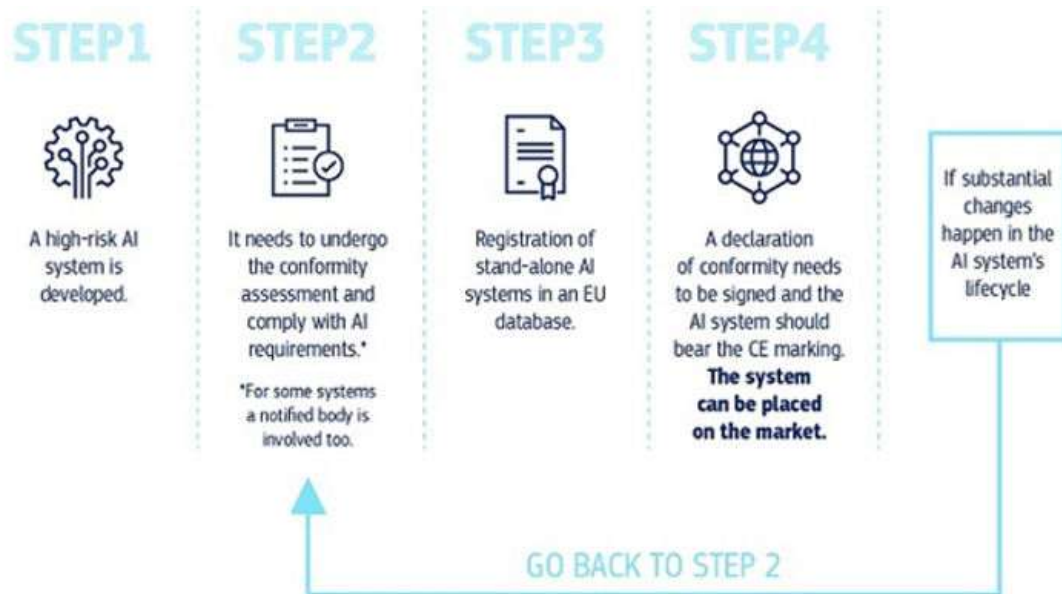 STEP1
A high-risk AI
system is
developed.
STEP2
It needs to undergo
the conformity
assessment and
comply with AI
requirements.*
*For some systems
a notified body is
involved too.
STEP3
Registration of
stand-alone AI
systems in an EU
database.
STEP4
A declaration
of conformity needs
to be signed and the
AI system should
bear the CE marking.
The system
can be placed
on the market.
If substantial
changes
happen in the
AI system's
lifecycle
GO BACK TO STEP 2